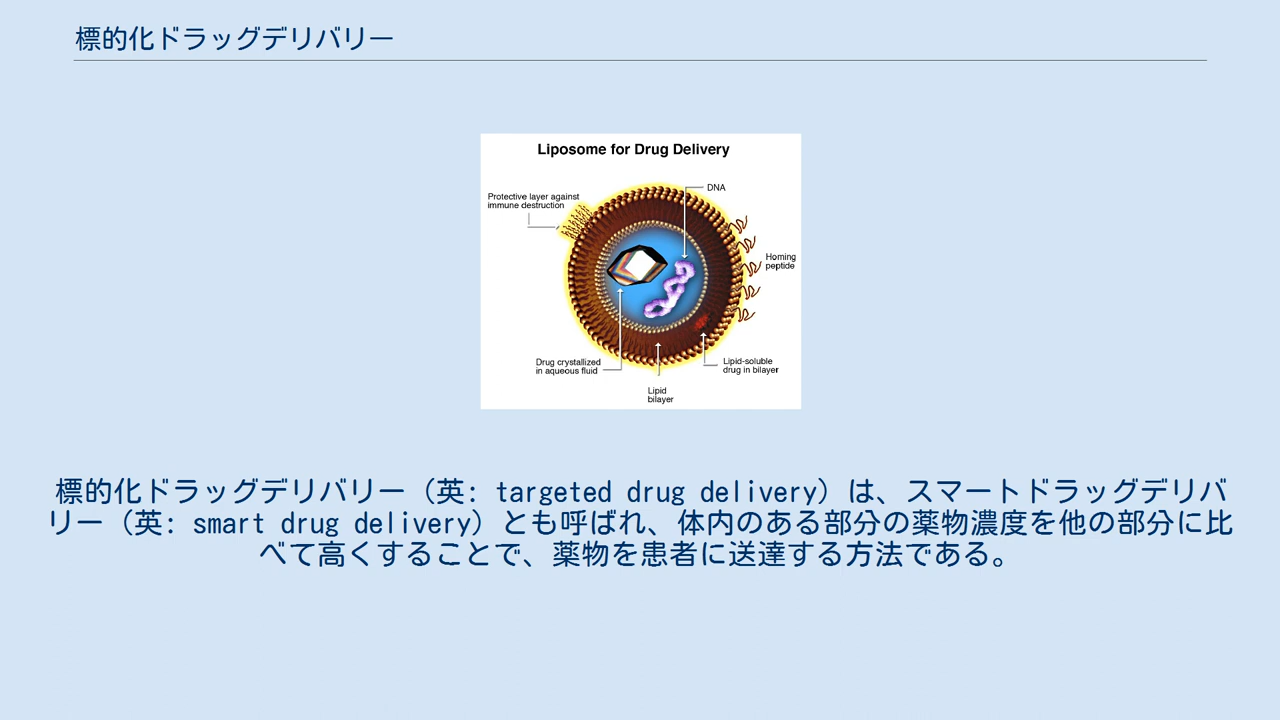 標的化ドラッグデリバリー
Liposome for Drug Delivery
DNA
Protective layer against
immune destruction
Homing
peptide
Drug crystallized
in aqueous fluid
Lipid-soluble
drug in bilayer
Lipid
bilayer
標的化ドラッグデリバリー（英: targeted drug delivery）は、スマートドラッグデリバ
リー（英: smart drug delivery）とも呼ばれ、体内のある部分の薬物濃度を他の部分に比
べて高くすることで、薬物を患者に送達する方法である。